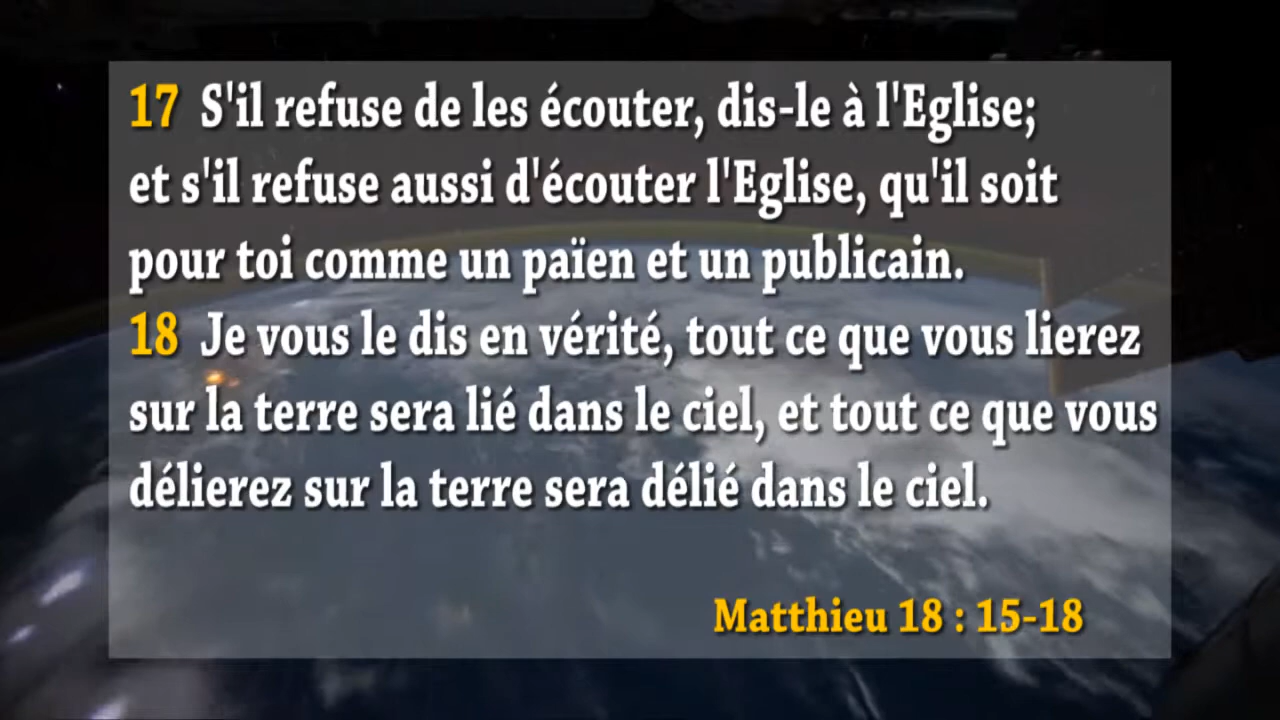 17 S'il refuse de les écouter, dis-le à l'Eglise;
et s'il refuse aussi d'écouter l'Eglise, qu'il soit
pour toi comme un païen et un publicain.
18 Je vous le dis en vérité, tout ce que vous lierez
sur la terre sera lié dans le ciel, et tout ce que vous
délierez sur la terre sera délié dans le ciel.
Matthieu 18 : 15-18